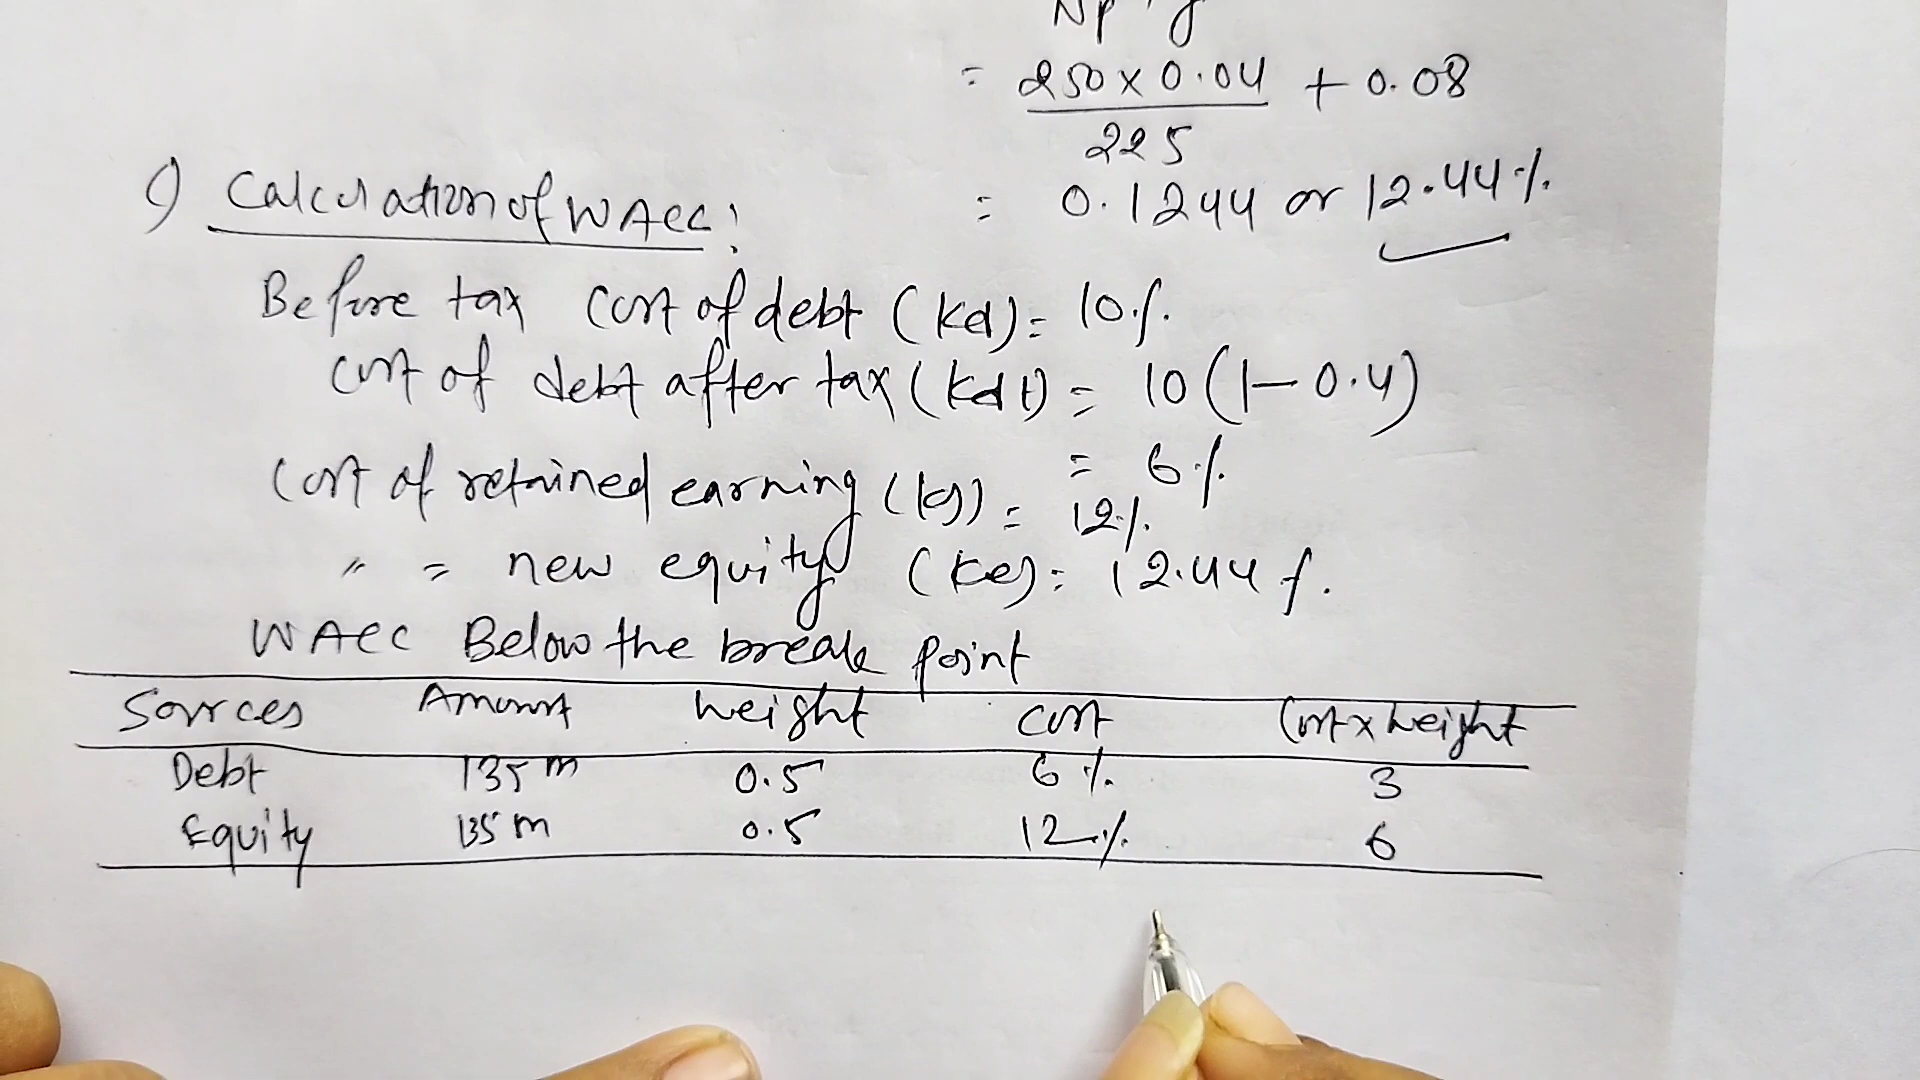 = 250 x 0.04 + 0.08
225
= 0.1244 or 12.44%
Calculation of WACC:
Before tax cost of debt (Kd) = 10%.
cost of debt after tax (Kdt) = 10 (1 - 0.4)
= 6%
cost of retained earning (ks) = 12%.
" = new equity (Ke) = 12.44%.
WACC Below the break point
Sources Amount weight cost Cost x weight
Debt 135 m 0.5 6% 3
Equity 135 m 0.5 12% 6